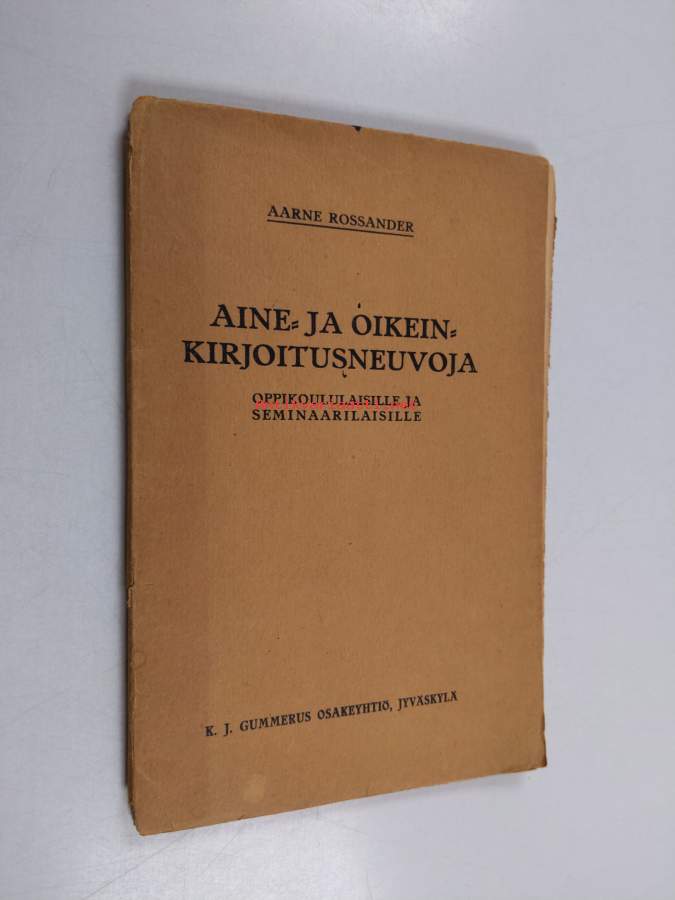 AARNE ROSSANDER
AINE- JA OIKEIN-
KIRJOITUSNEUVOJA
OPPIKOULULAISILLE JA
SEMINAARILAISILLE
K. J. GUMMERUS OSAKEYHTIÖ, JYVÄSKYLÄ